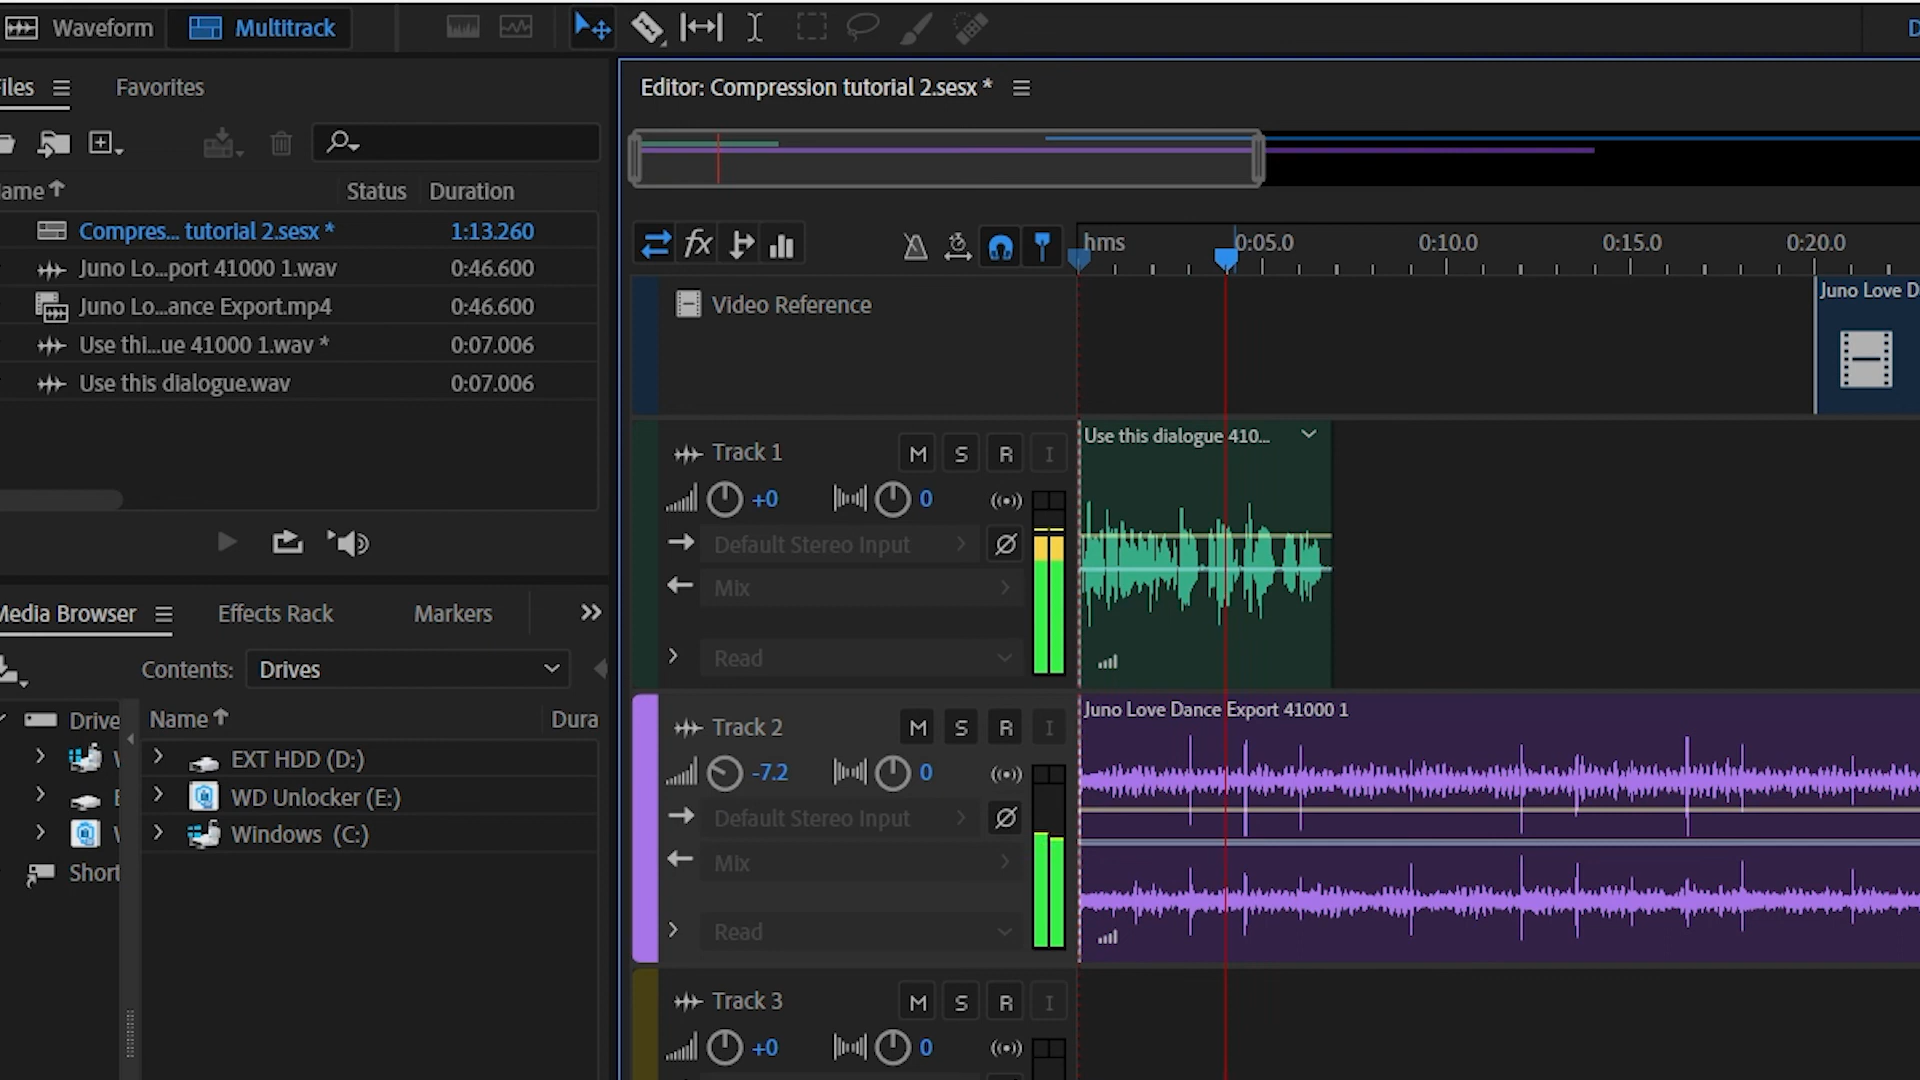 Waveform Multitrack
iles Favorites
Editor: Compression tutorial 2.sesx *
ame Status Duration
Compres... tutorial 2.sesx * 1:13.260
Juno Lo...port 41000 1.wav 0:46.600
Juno Lo...ance Export.mp4 0:46.600
Use thi...ue 41000 1.wav * 0:07.006
Use this dialogue.wav 0:07.006
Media Browser Effects Rack Markers
Contents: Drives
Drive Name Dura
EXT HDD (D:)
WD Unlocker (E:)
Windows (C:)
Short
fx
hms 0:05.0 0:10.0 0:15.0 0:20.0
Video Reference
Juno Love D
Track 1 M S R I
+0 0
Default Stereo Input
Mix
Read
Use this dialogue 410...
Track 2 M S R I
-7.2 0
Default Stereo Input
Mix
Read
Juno Love Dance Export 41000 1
Track 3 M S R I
+0 0